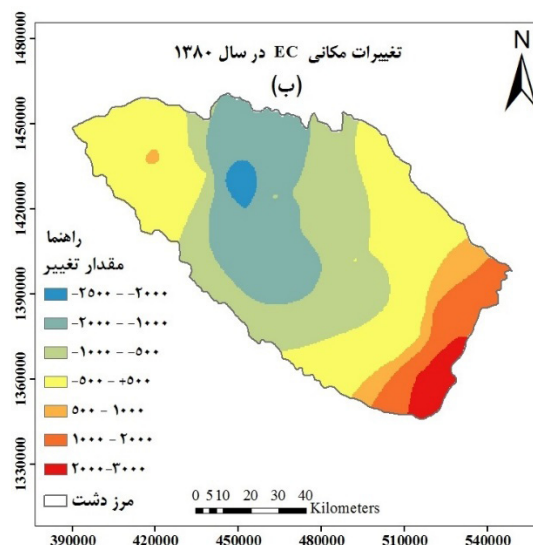 تغییرات مکانی EC در سال ۱۳۸۰
(ب)
N
راهنما
مقدار تغییر
-۲۵۰۰ - -۲۰۰۰
-۲۰۰۰ - -۱۰۰۰
-۱۰۰۰ - -۵۰۰
-۵۰۰ - +۵۰۰
۵۰۰ - ۱۰۰۰
۱۰۰۰ - ۲۰۰۰
۲۰۰۰-۳۰۰۰
مرز دشت
0 5 10 20 30 40
Kilometers
1480000
1450000
1420000
1390000
1360000
1330000
390000 420000 450000 480000 510000 540000